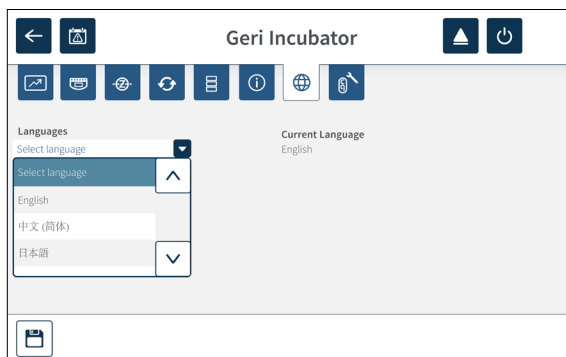 Geri Incubator
Languages
Select language
Select language
English
中文 (简体)
日本語
Current Language
English